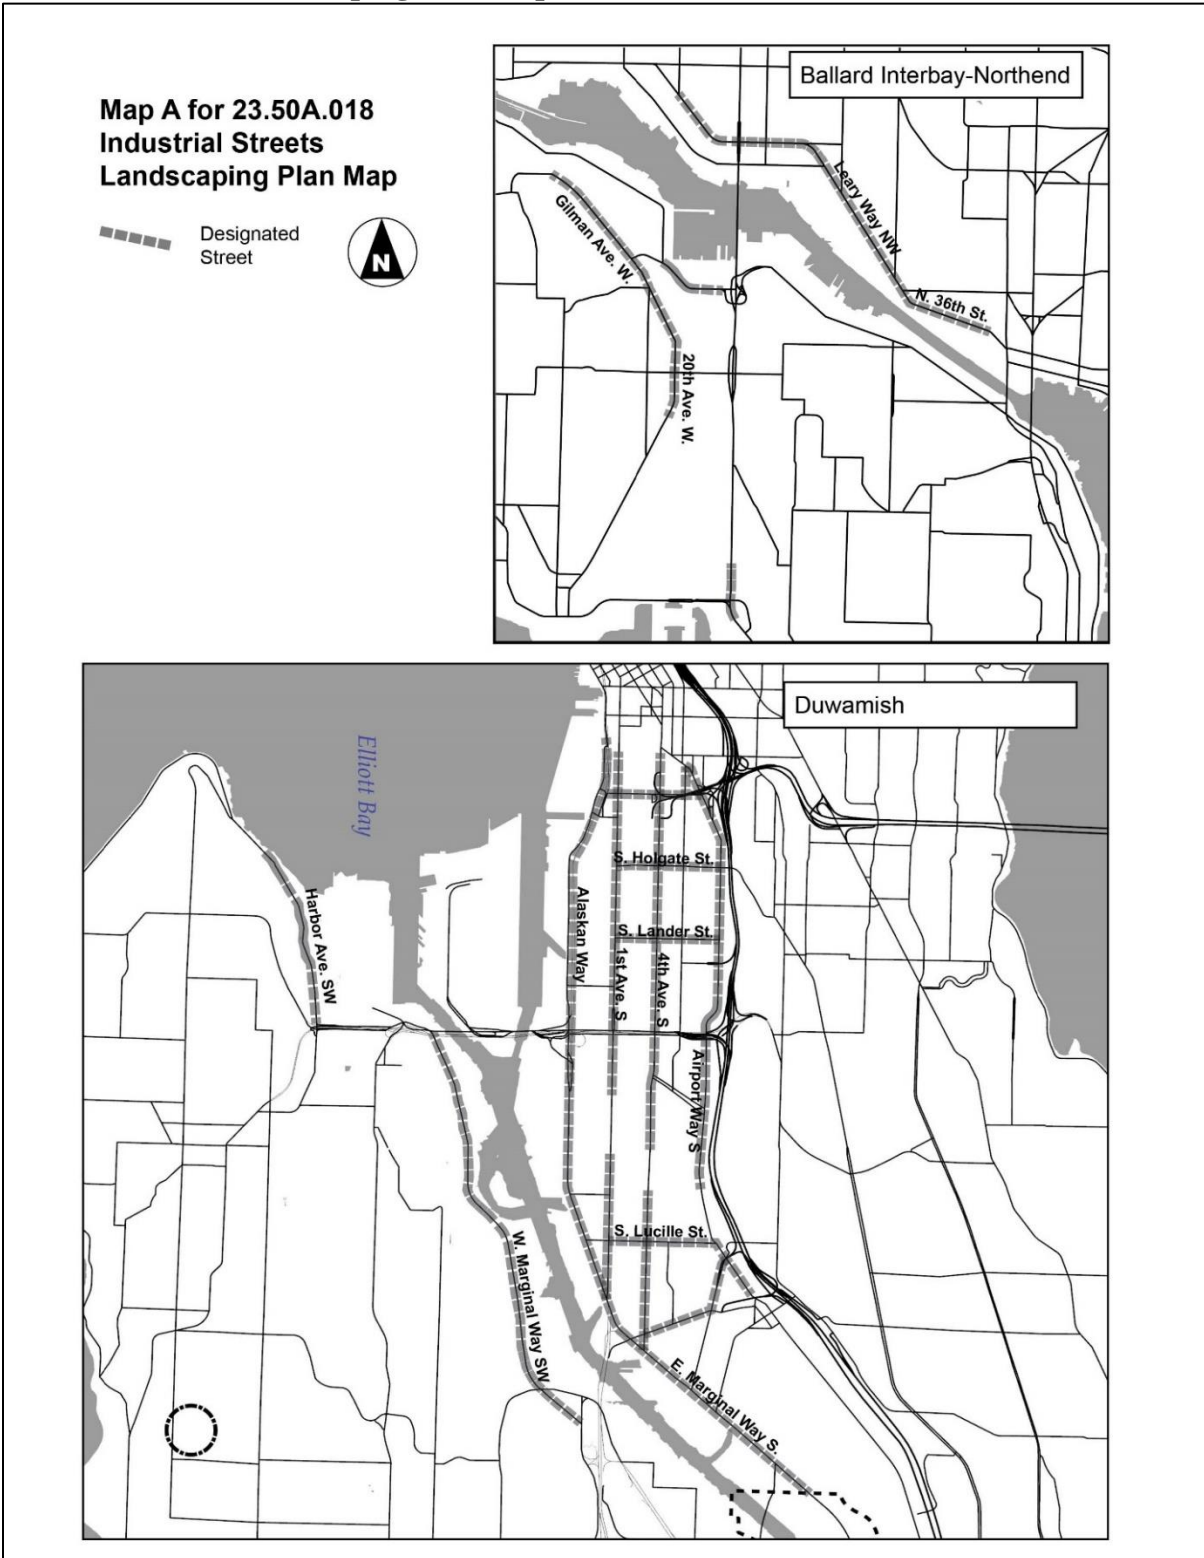 Map A for 23.50A.018
Industrial Streets
Landscaping Plan Map
Designated
Street
N
Ballard Interbay-Northend
Gilman Ave. W.
Leary Way NW
N. 36th St.
20th Ave. W.
Duwamish
Elliott Bay
Harbor Ave. SW
Alaskan Way
S. Holgate St.
S. Lander St.
1st Ave. S
4th Ave. S
Airport Way S
S. Lucille St.
W. Marginal Way SW
E. Marginal Way S.